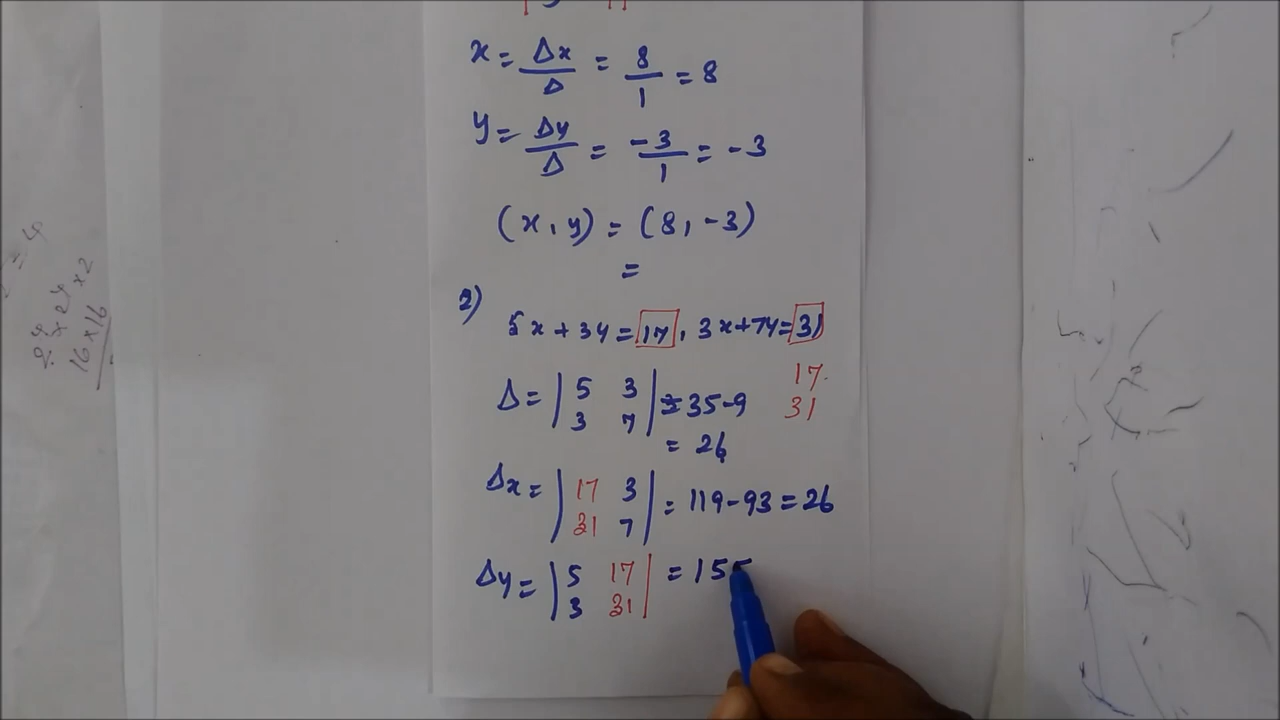 x = Δx/Δ = 8/1 = 8
y = Δy/Δ = -3/1 = -3
(x, y) = (8, -3)
=
2)
5x + 3y = 17, 3x + 7y = 31
Δ = | 5 3 | = 35 - 9 17
| 3 7 | 31
= 26
Δx = | 17 3 | = 119 - 93 = 26
| 31 7 |
Δy = | 5 17 | = 155
| 3 31 |
16 × 16